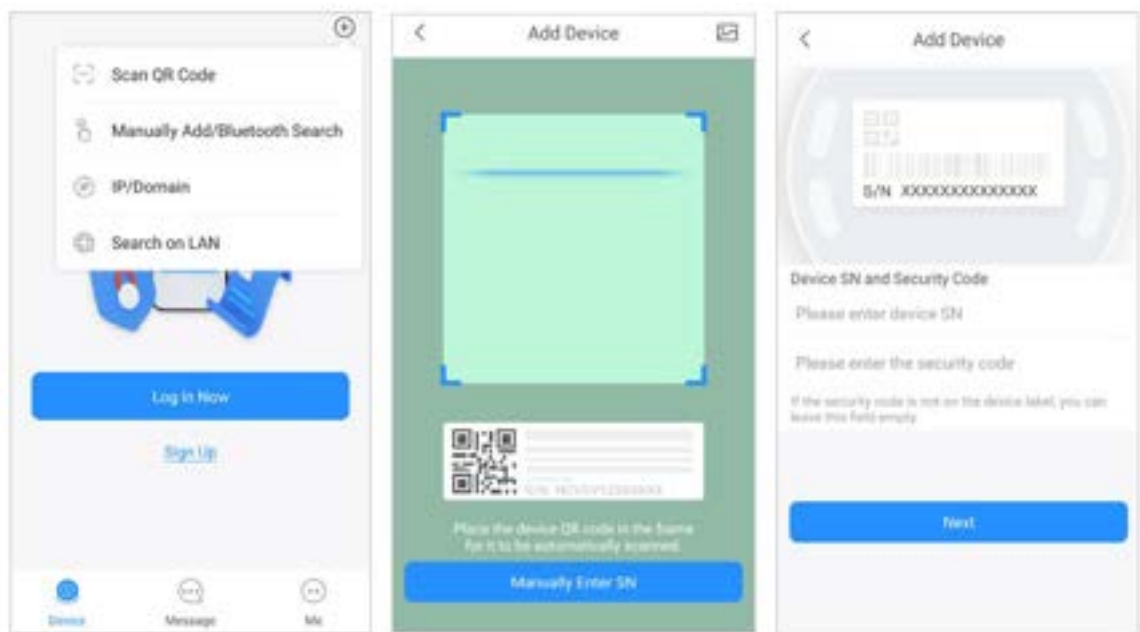 Scan QR Code
Manually Add/Bluetooth Search
IP/Domain
Search on LAN
Log In Now
Sign Up
Device
Message
Me
Add Device
S/N
Place the device QR code in the frame
for it to be automatically scanned.
Manually Enter SN
Add Device
S/N XXXXXXXXXXXXXX
Device SN and Security Code
Please enter device SN
Please enter the security code
If the security code is not on the device label, you can
leave this field empty.
Next